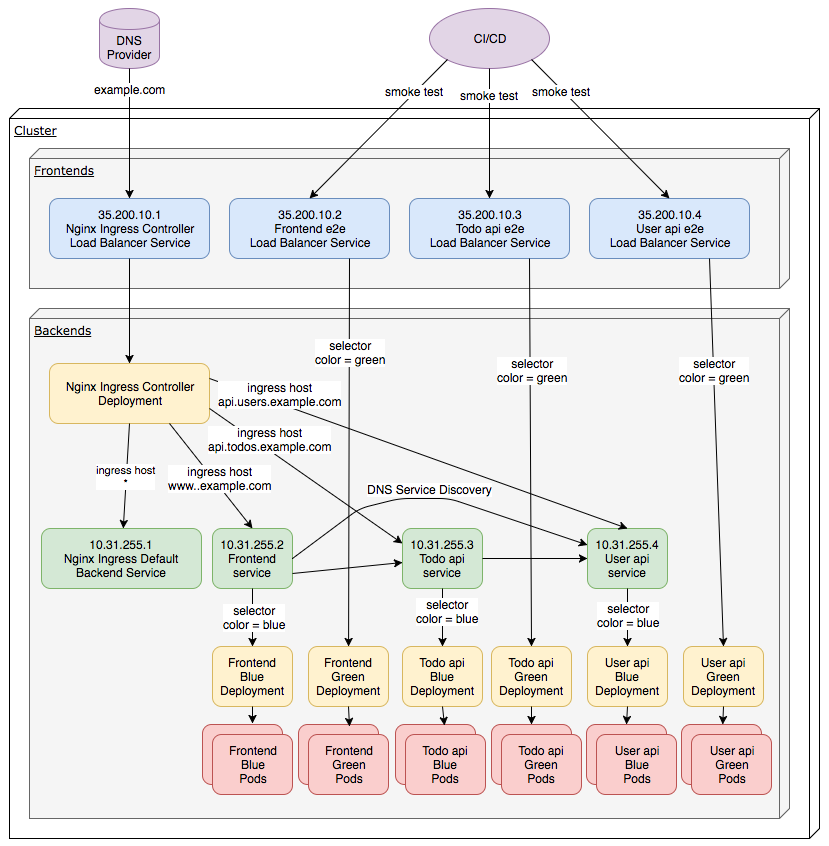 DNS
Provider
CI/CD
example.com
smoke test
smoke test
smoke test
Cluster
Frontends
35.200.10.1
Nginx Ingress Controller
Load Balancer Service
35.200.10.2
Frontend e2e
Load Balancer Service
35.200.10.3
Todo api e2e
Load Balancer Service
35.200.10.4
User api e2e
Load Balancer Service
Backends
selector
color = green
selector
color = green
selector
color = green
Nginx Ingress Controller
Deployment
ingress host
api.users.example.com
ingress host
api.todos.example.com
ingress host
*
ingress host
www..example.com
DNS Service Discovery
10.31.255.1
Nginx Ingress Default
Backend Service
10.31.255.2
Frontend
service
10.31.255.3
Todo api
service
10.31.255.4
User api
service
selector
color = blue
selector
color = blue
selector
color = blue
Frontend
Blue
Deployment
Frontend
Green
Deployment
Todo api
Blue
Deployment
Todo api
Green
Deployment
User api
Blue
Deployment
User api
Green
Deployment
Frontend
Blue
Pods
Frontend
Green
Pods
Todo api
Blue
Pods
Todo api
Green
Pods
User api
Blue
Pods
User api
Green
Pods